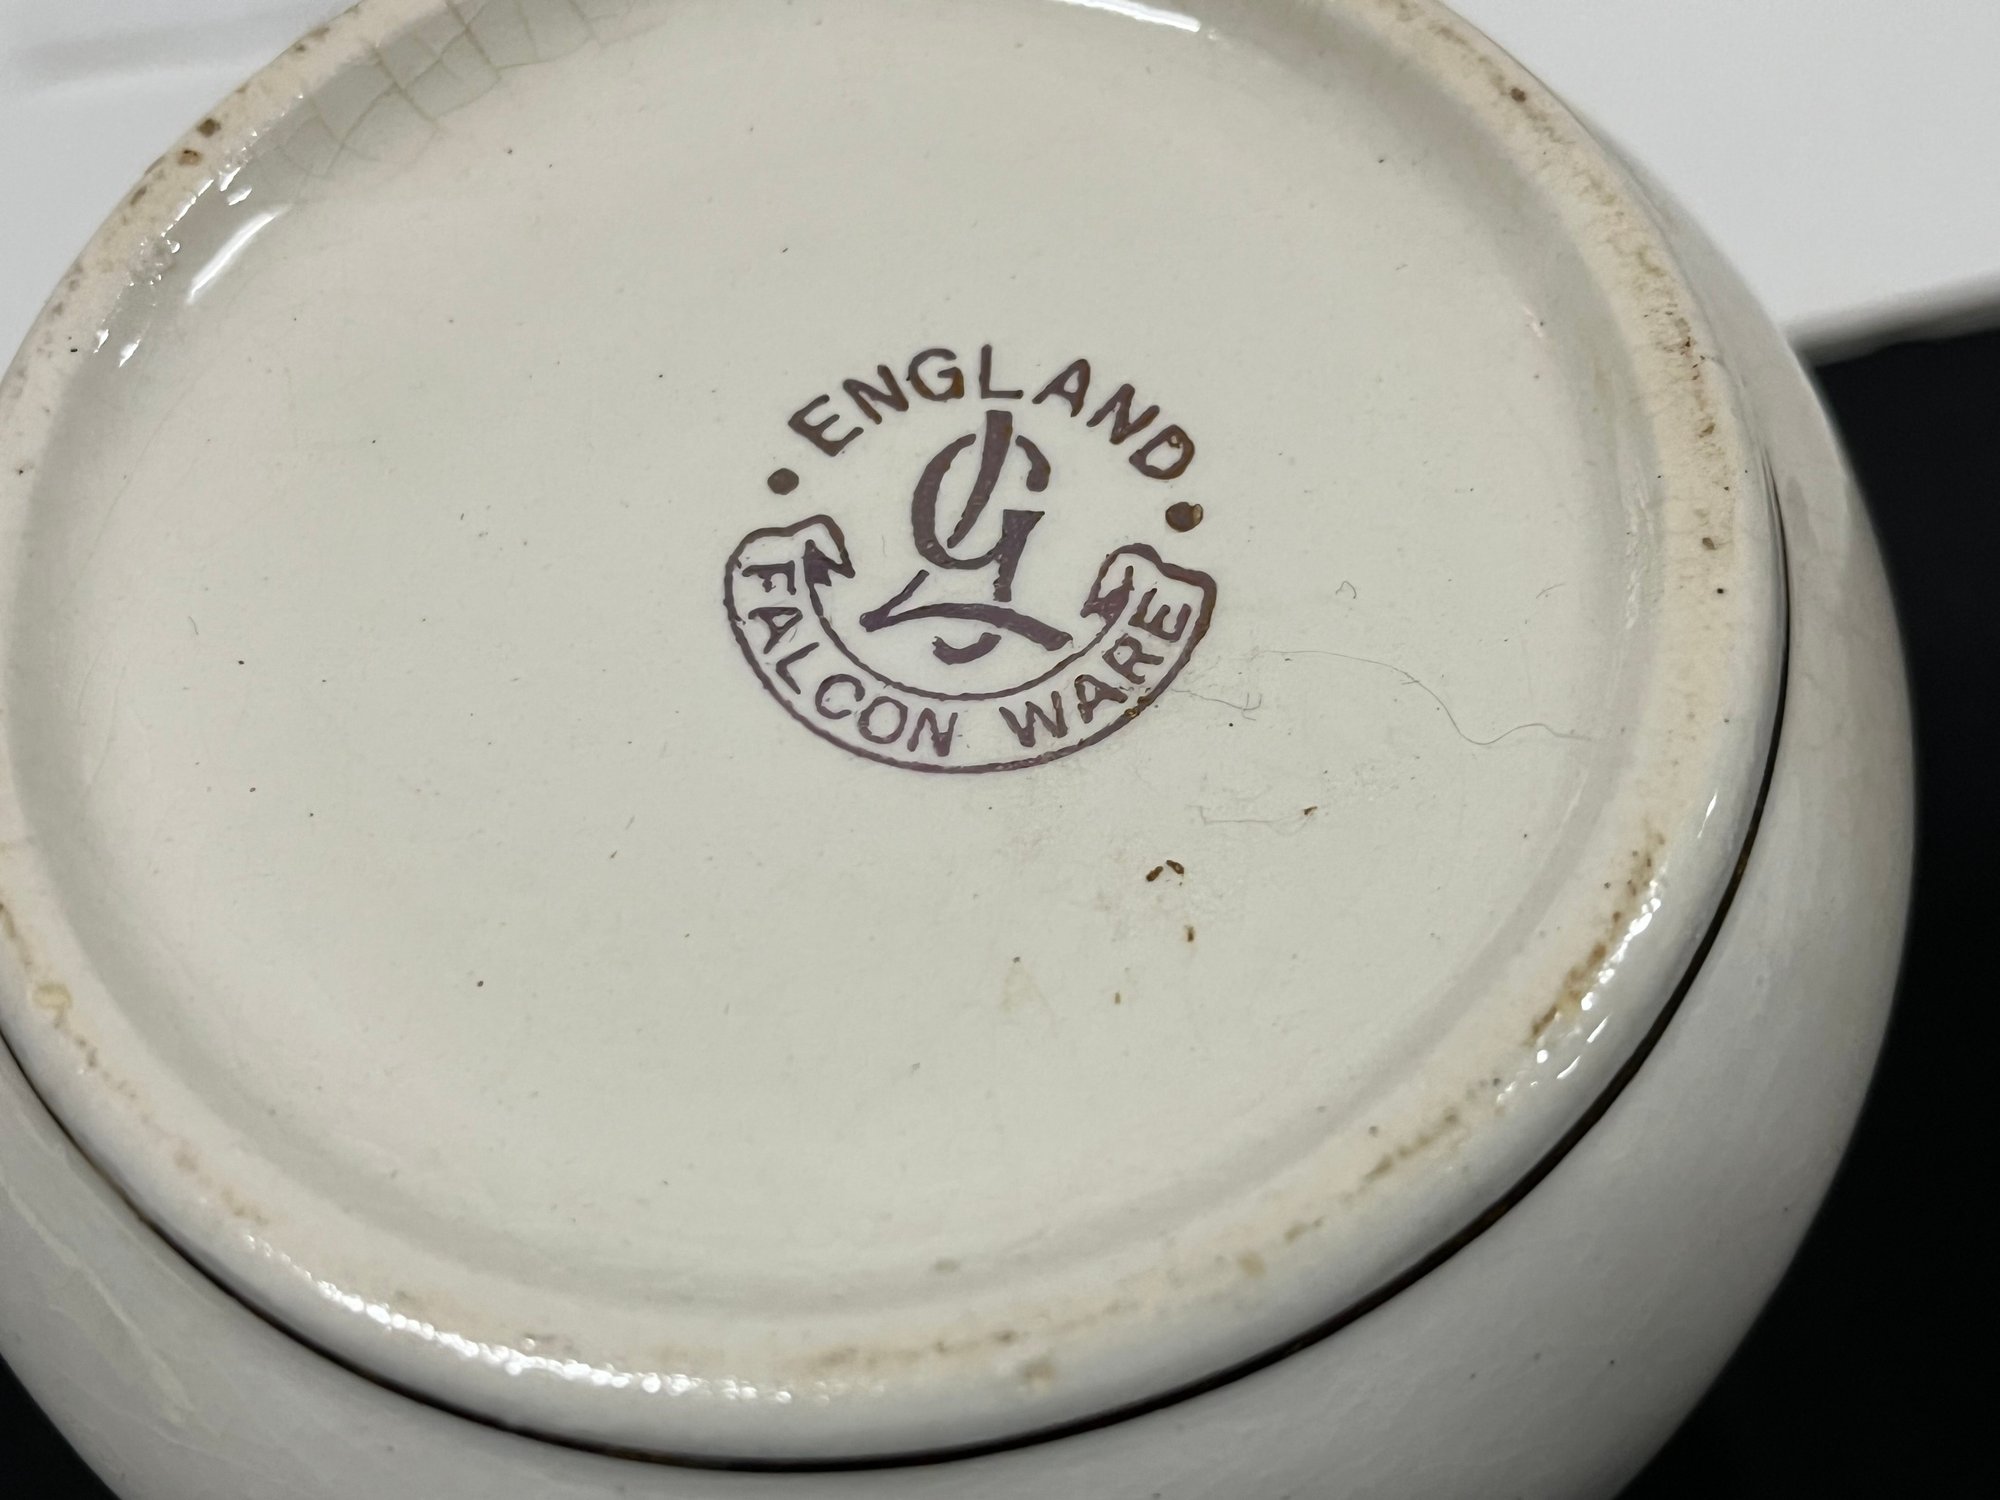 • ENGLAND •
G
FALCON WARE